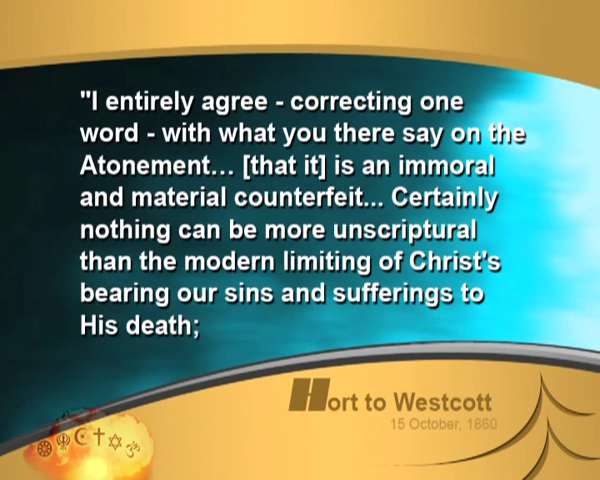 "I entirely agree - correcting one
word - with what you there say on the
Atonement... [that it] is an immoral
and material counterfeit... Certainly
nothing can be more unscriptural
than the modern limiting of Christ's
bearing our sins and sufferings to
His death;
Hort to Westcott
15 October, 1860